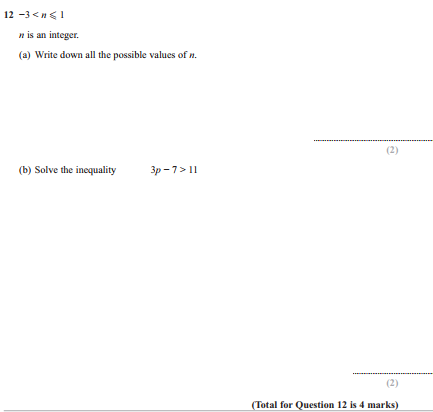 12 −3 < n ⩽ 1
n is an integer.
(a) Write down all the possible values of n.
(2)
(b) Solve the inequality 3p − 7 > 11
(2)
(Total for Question 12 is 4 marks)